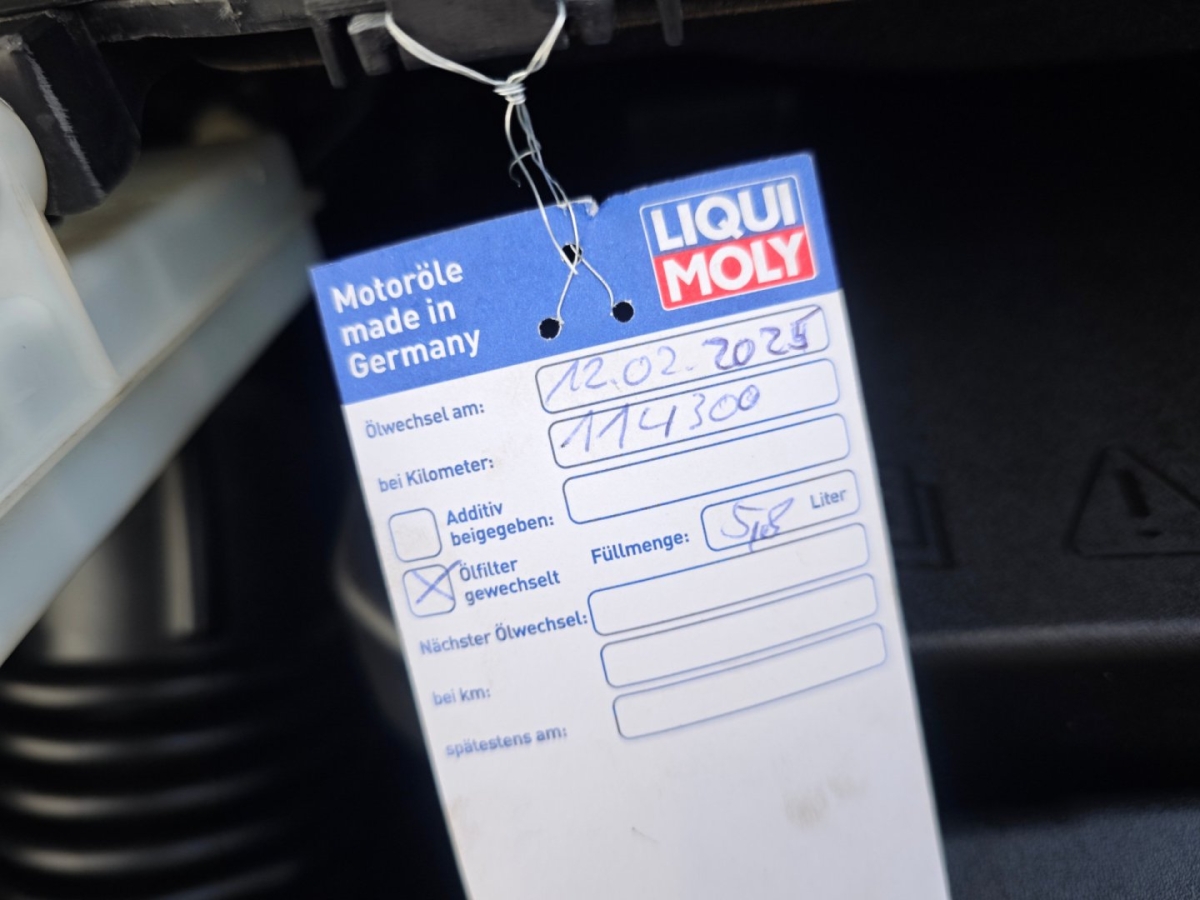 Motoröle
made in
Germany
LIQUI
MOLY
Ölwechsel am: 12.02.2025
bei Kilometer: 114300
Additiv
beigegeben:
Ölfilter
gewechselt
Füllmenge: 5,8 Liter
Nächster Ölwechsel:
bei km:
spätestens am: